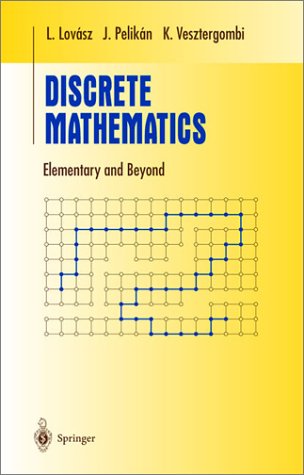 L. Lovász J. Pelikán K. Vesztergombi
DISCRETE
MATHEMATICS
Elementary and Beyond
Springer